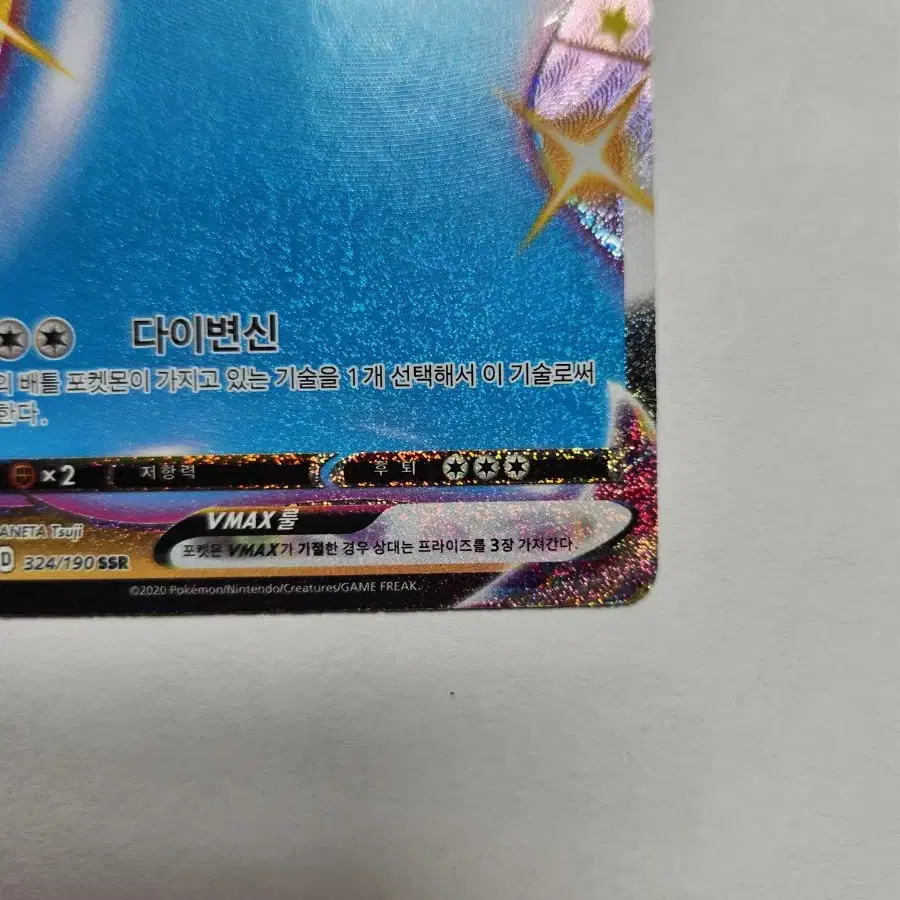 다이변신
의 배틀 포켓몬이 가지고 있는 기술을 1개 선택해서 이 기술로써
한다.
×2 저항력 후퇴
VMAX 룰
ANETA Tsuji
포켓몬 VMAX가 기절한 경우 상대는 프라이즈를 3장 가져간다.
D 324/190 SSR
©2020 Pokémon/Nintendo/Creatures/GAME FREAK.